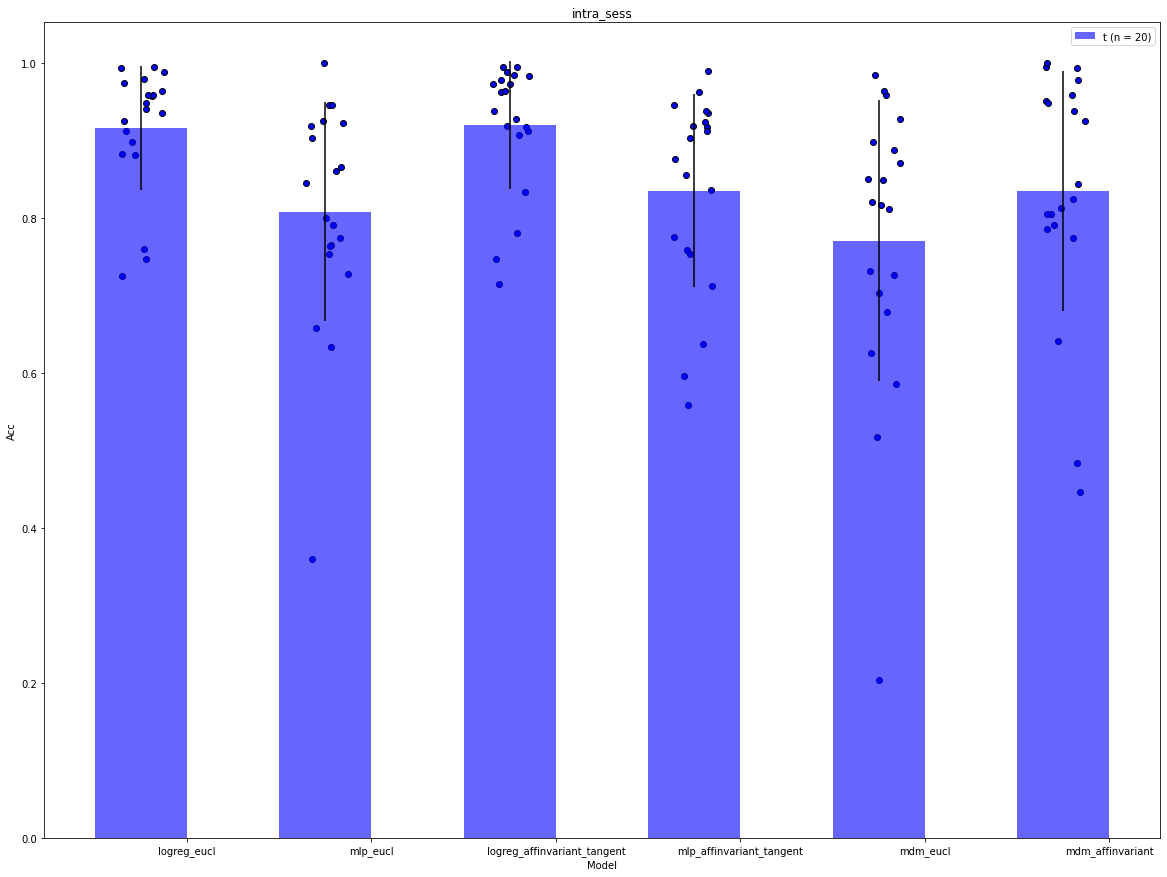 intra_sess
t (n = 20)
1.0
0.8
0.6
0.4
0.2
0.0
Acc
logreg_eucl mlp_eucl logreg_affinvariant_tangent mlp_affinvariant_tangent mdm_eucl mdm_affinvariant
Model